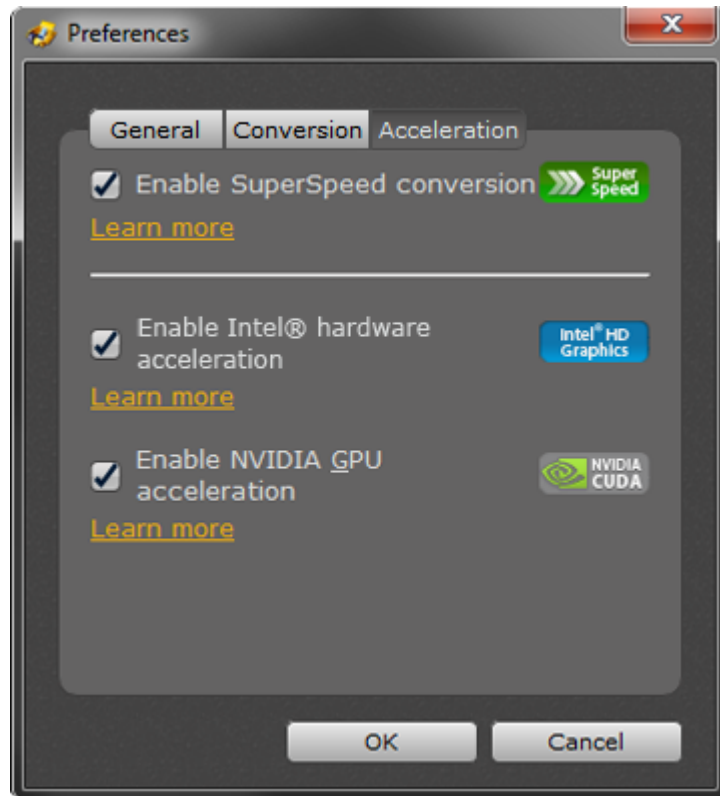 Preferences
x
General Conversion Acceleration
Enable SuperSpeed conversion
Super
Speed
Learn more
Enable Intel® hardware
acceleration
Intel® HD
Graphics
Learn more
Enable NVIDIA GPU
acceleration
NVIDIA
CUDA
Learn more
OK Cancel